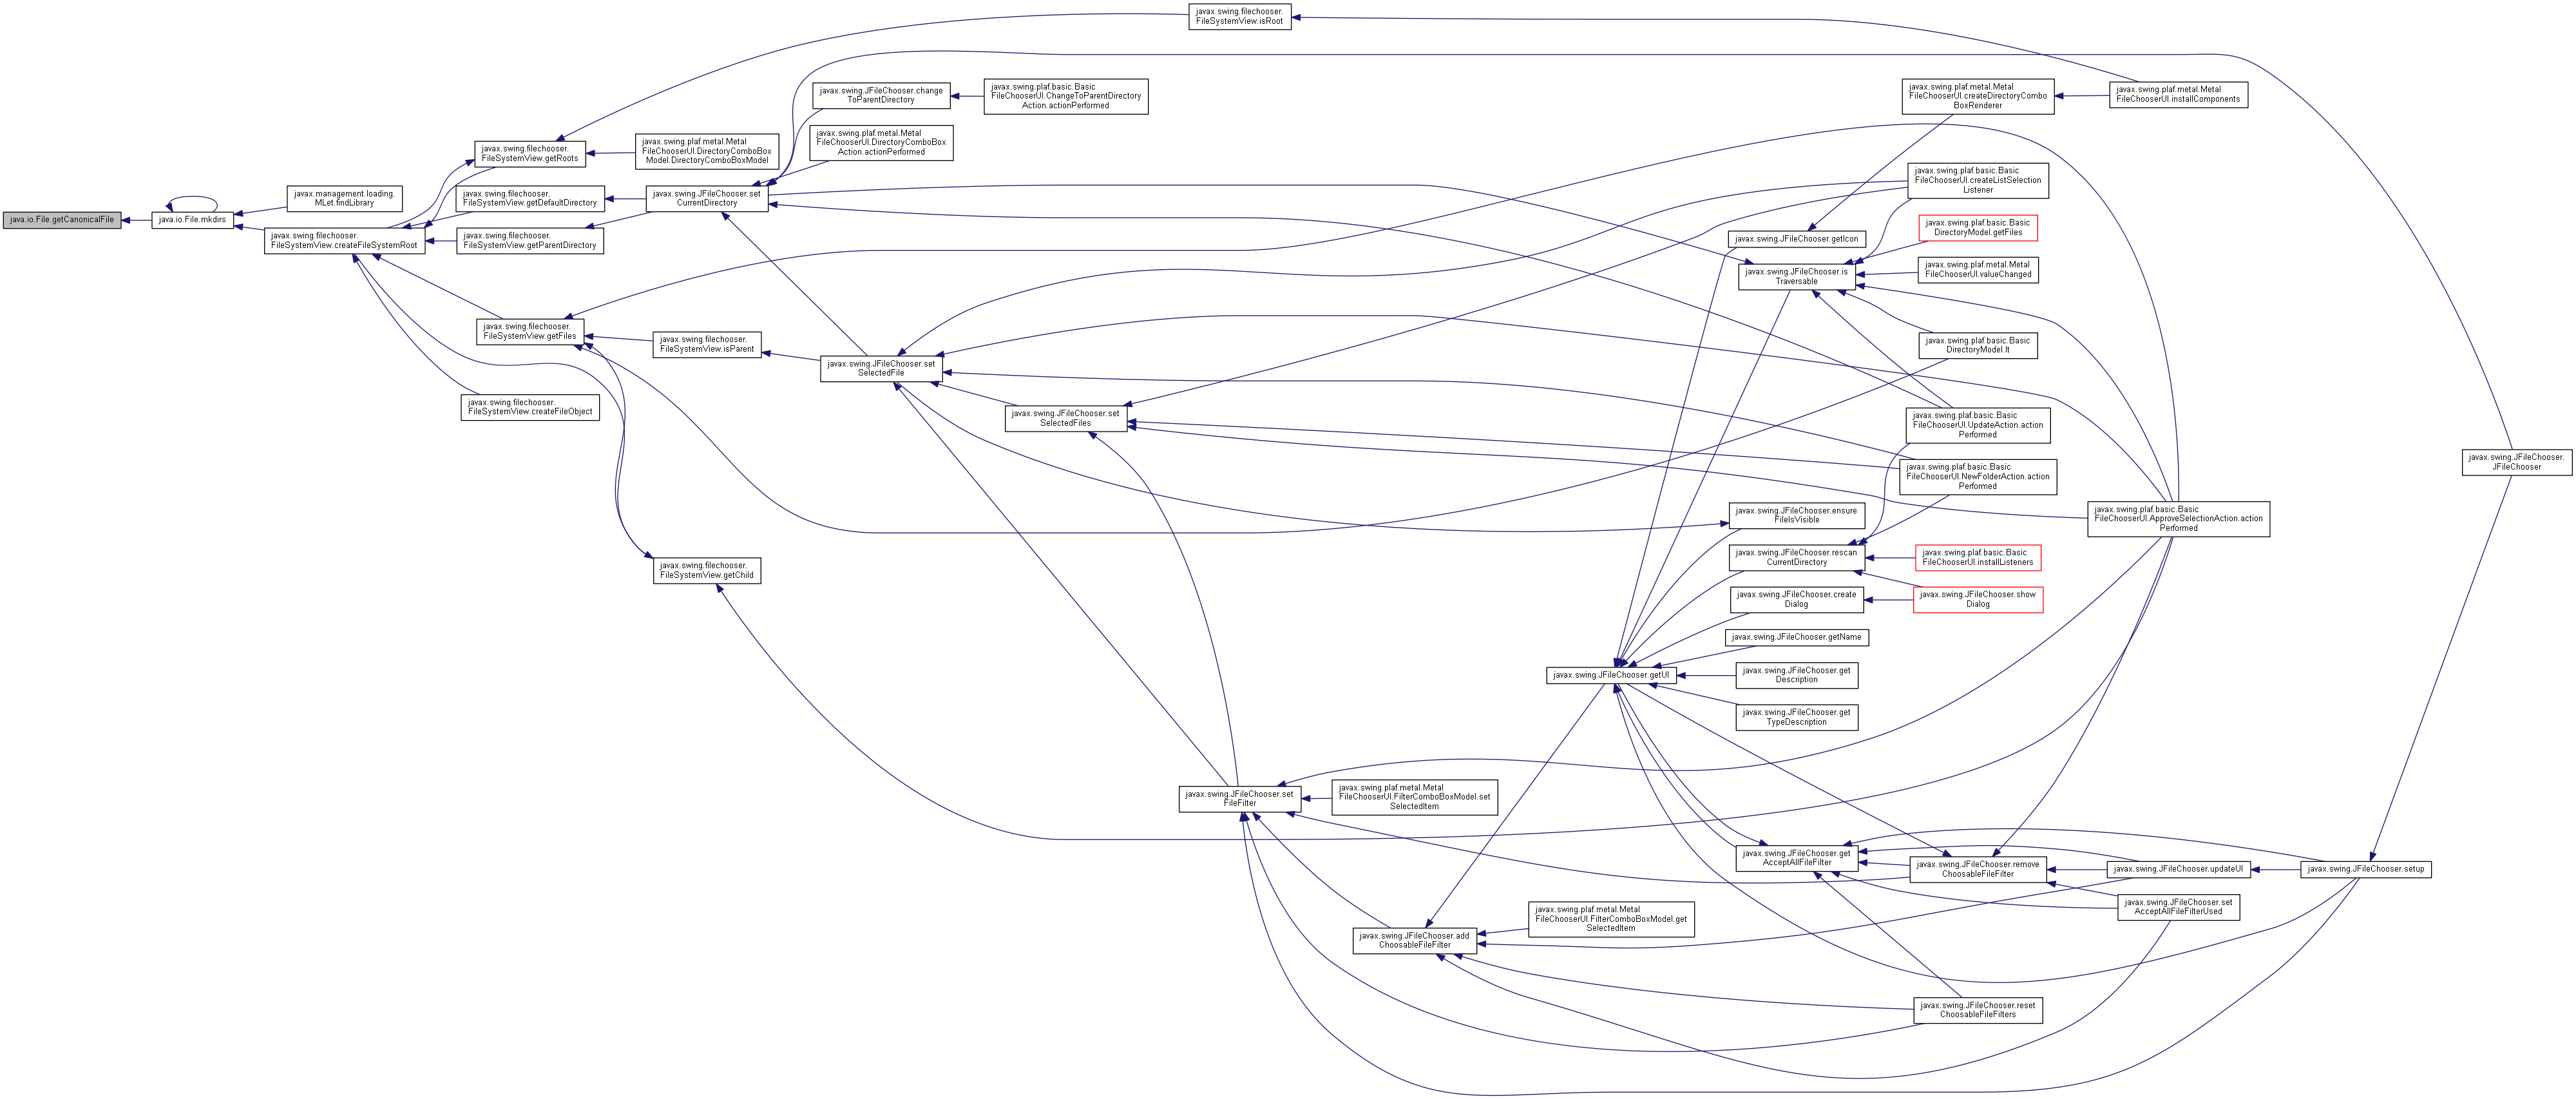 java.io.File.getCanonicalFile
java.io.File.mkdirs
javax.management.loading.
MLet.findLibrary
javax.swing.filechooser.
FileSystemView.createFileSystemRoot
javax.swing.filechooser.
FileSystemView.getRoots
javax.swing.filechooser.
FileSystemView.getDefaultDirectory
javax.swing.filechooser.
FileSystemView.getParentDirectory
javax.swing.filechooser.
FileSystemView.getFiles
javax.swing.filechooser.
FileSystemView.createFileObject
javax.swing.plaf.metal.Metal
FileChooserUI.DirectoryComboBox
Model.DirectoryComboBoxModel
javax.swing.JFileChooser.set
CurrentDirectory
javax.swing.filechooser.
FileSystemView.isParent
javax.swing.filechooser.
FileSystemView.getChild
javax.swing.JFileChooser.change
ToParentDirectory
javax.swing.plaf.metal.Metal
FileChooserUI.DirectoryComboBox
Action.actionPerformed
javax.swing.JFileChooser.set
SelectedFile
javax.swing.plaf.basic.Basic
FileChooserUI.ChangeToParentDirectory
Action.actionPerformed
javax.swing.JFileChooser.set
SelectedFiles
javax.swing.filechooser.
FileSystemView.isRoot
javax.swing.JFileChooser.set
FileFilter
javax.swing.plaf.metal.Metal
FileChooserUI.FilterComboBoxModel.set
SelectedItem
javax.swing.JFileChooser.add
ChoosableFileFilter
javax.swing.plaf.metal.Metal
FileChooserUI.FilterComboBoxModel.get
SelectedItem
javax.swing.JFileChooser.getUI
javax.swing.JFileChooser.getIcon
javax.swing.JFileChooser.is
Traversable
javax.swing.JFileChooser.ensure
FileIsVisible
javax.swing.JFileChooser.rescan
CurrentDirectory
javax.swing.JFileChooser.create
Dialog
javax.swing.JFileChooser.getName
javax.swing.JFileChooser.get
Description
javax.swing.JFileChooser.get
TypeDescription
javax.swing.JFileChooser.get
AcceptAllFileFilter
javax.swing.plaf.metal.Metal
FileChooserUI.createDirectoryCombo
BoxRenderer
javax.swing.plaf.basic.Basic
FileChooserUI.createListSelection
Listener
javax.swing.plaf.basic.Basic
DirectoryModel.getFiles
javax.swing.plaf.metal.Metal
FileChooserUI.valueChanged
javax.swing.plaf.basic.Basic
DirectoryModel.lt
javax.swing.plaf.basic.Basic
FileChooserUI.UpdateAction.action
Performed
javax.swing.plaf.basic.Basic
FileChooserUI.NewFolderAction.action
Performed
javax.swing.plaf.basic.Basic
FileChooserUI.installListeners
javax.swing.JFileChooser.show
Dialog
javax.swing.JFileChooser.remove
ChoosableFileFilter
javax.swing.JFileChooser.reset
ChoosableFileFilters
javax.swing.plaf.metal.Metal
FileChooserUI.installComponents
javax.swing.plaf.basic.Basic
FileChooserUI.ApproveSelectionAction.action
Performed
javax.swing.JFileChooser.updateUI
javax.swing.JFileChooser.set
AcceptAllFileFilterUsed
javax.swing.JFileChooser.setup
javax.swing.JFileChooser.
JFileChooser